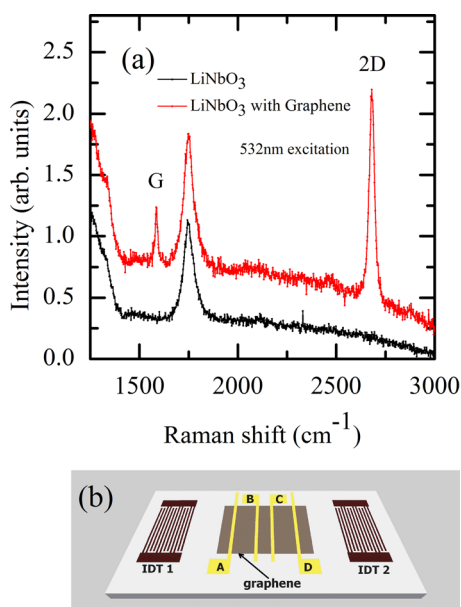 (a)
2D
LiNbO3
LiNbO3 with Graphene
532nm excitation
G
2.5
2.0
1.5
1.0
0.5
0.0
Intensity (arb. units)
1500 2000 2500 3000
Raman shift (cm-1)
(b)
B C
A D
IDT 1 IDT 2
graphene